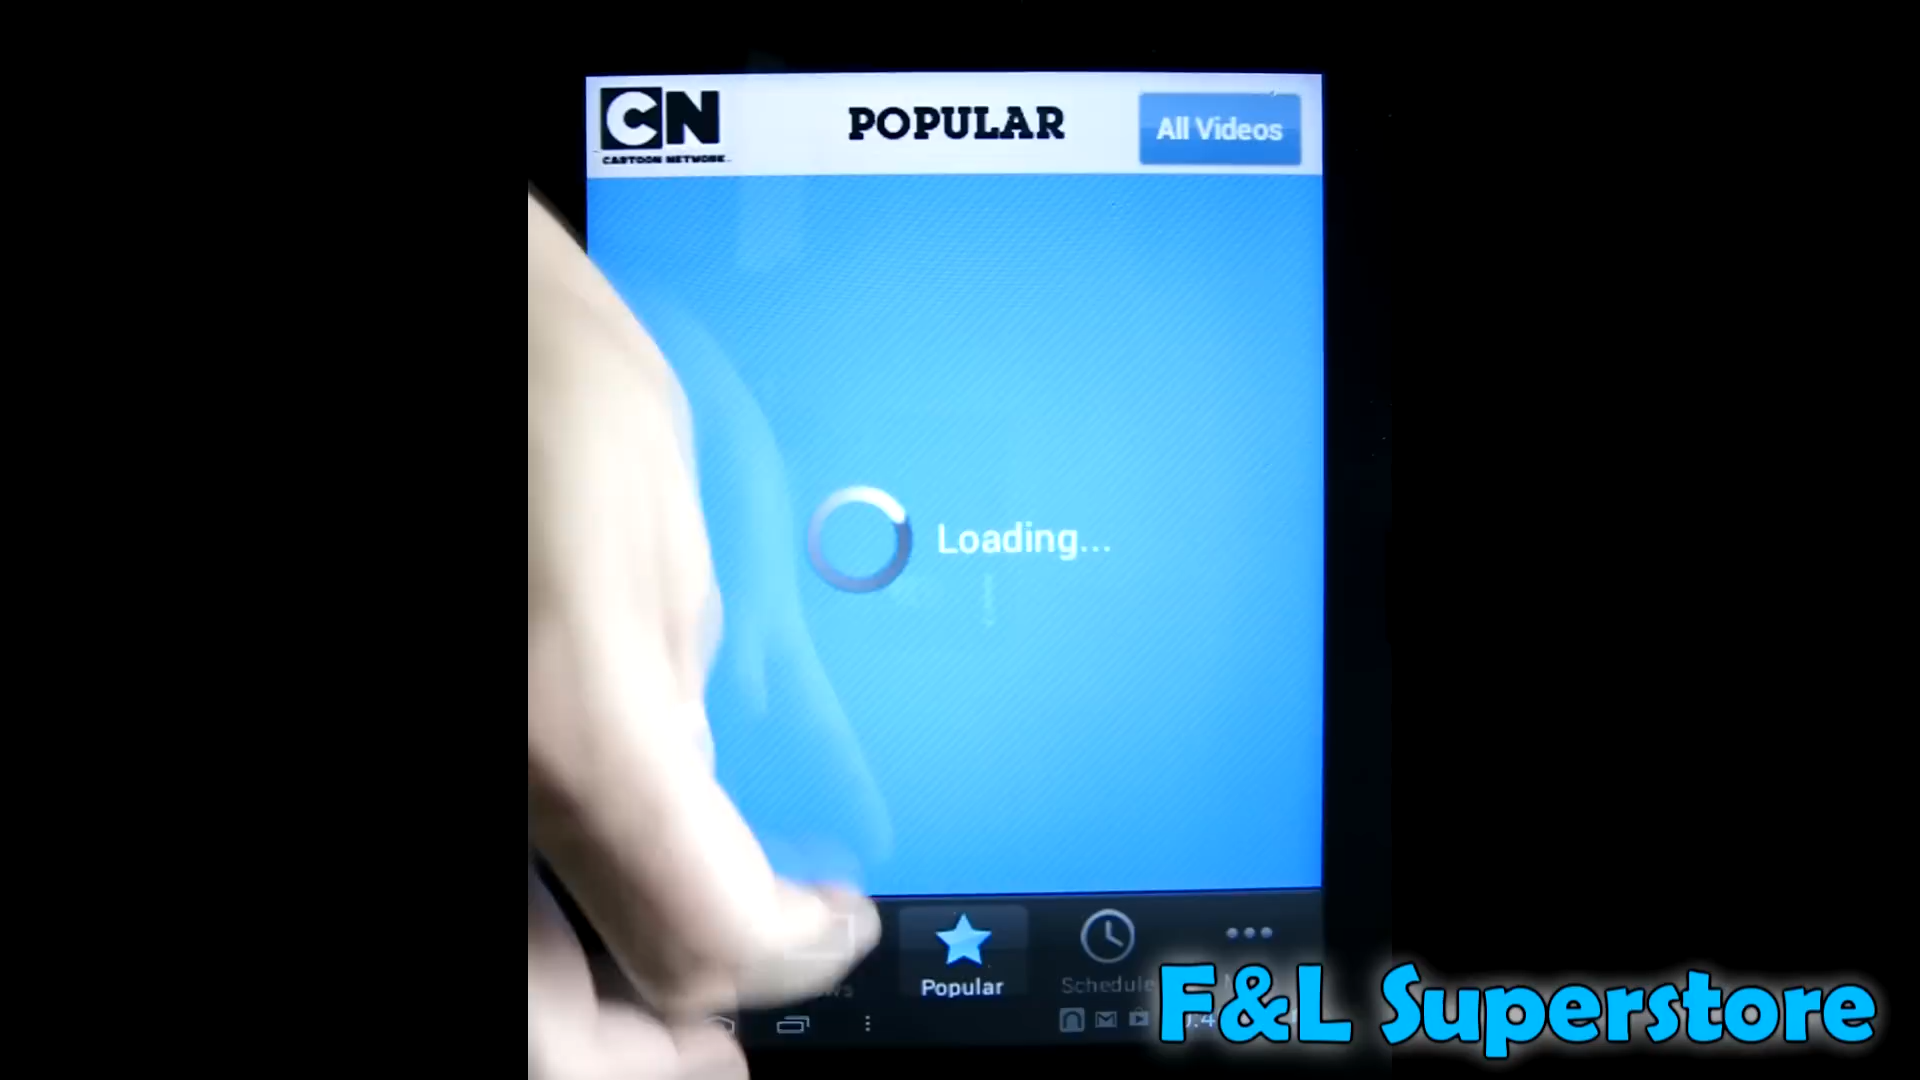 CN
CARTOON NETWORK
POPULAR
All Videos
Loading...
Popular
Schedule
F&L Superstore